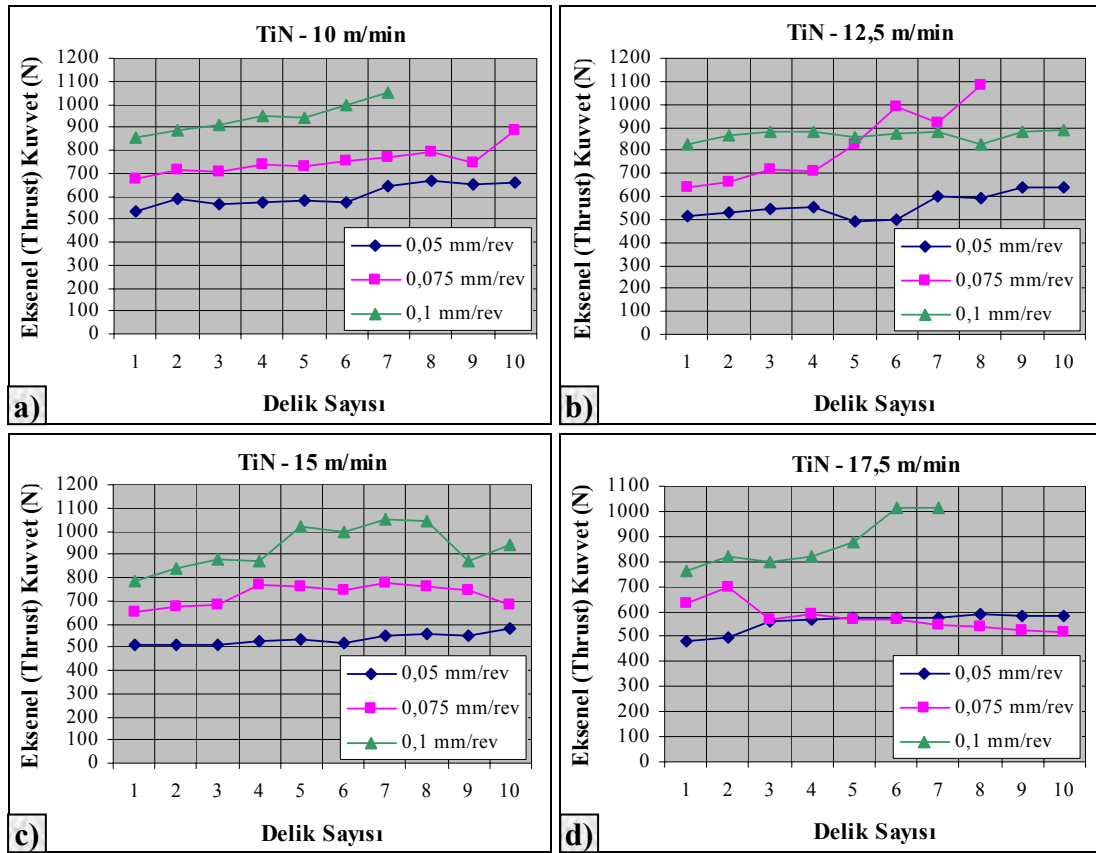 TiN - 10 m/min
Eksenel (Thrust) Kuvvet (N)
1200
1100
1000
900
800
700
600
500
400
300
200
100
0
0,05 mm/rev
0,075 mm/rev
0,1 mm/rev
1 2 3 4 5 6 7 8 9 10
Delik Sayısı
a)
TiN - 12,5 m/min
Eksenel (Thrust) Kuvvet (N)
1200
1100
1000
900
800
700
600
500
400
300
200
100
0
0,05 mm/rev
0,075 mm/rev
0,1 mm/rev
1 2 3 4 5 6 7 8 9 10
Delik Sayısı
b)
TiN - 15 m/min
Eksenel (Thrust) Kuvvet (N)
1200
1100
1000
900
800
700
600
500
400
300
200
100
0
0,05 mm/rev
0,075 mm/rev
0,1 mm/rev
1 2 3 4 5 6 7 8 9 10
Delik Sayısı
c)
TiN - 17,5 m/min
Eksenel (Thrust) Kuvvet (N)
1100
1000
900
800
700
600
500
400
300
200
100
0
0,05 mm/rev
0,075 mm/rev
0,1 mm/rev
1 2 3 4 5 6 7 8 9 10
Delik Sayısı
d)